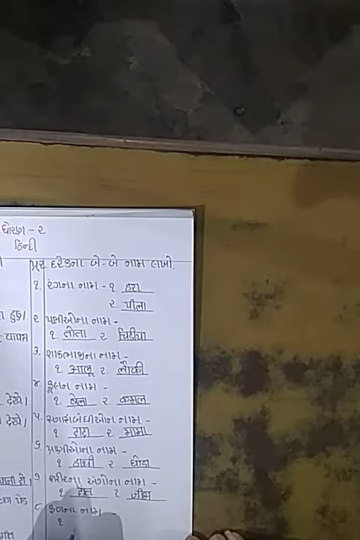 ધોરણ - ૨
હિન્દી
પ્ર.૨ દરેકના બે-બે નામ લખો.
૧. રંગના નામ - ૧ हरा
૨ पीला
૨ પક્ષીઓના નામ -
૧. तोता ૨ चिड़िया
૩. શાકભાજીના નામ -
૧. आलू ૨. लौकी
૪. ફૂલના નામ -
૧. ૨ कमल
૫. સગાસંબંધીઓના નામ -
૧ दादा ૨ मामा
૬ પ્રાણીઓના નામ -
૧ हाथी ૨ घोड़ा
૭ શરીરના અંગોના નામ -
૧ ૨ जीभ
૮ ફળના નામ
૧
देखो।
देखो।